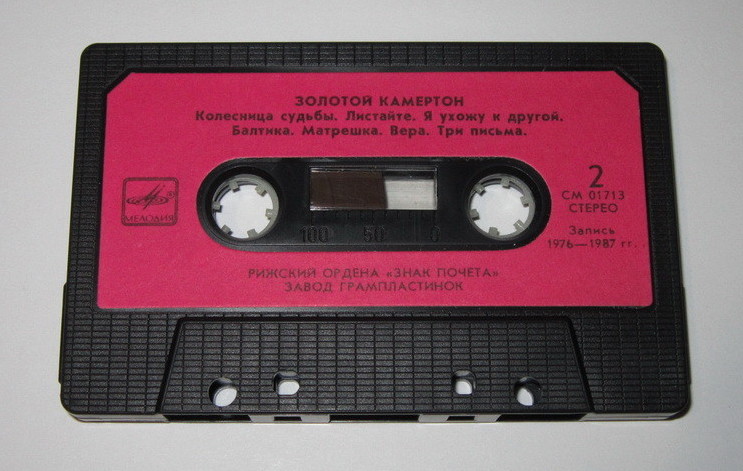 ЗОЛОТОЙ КАМЕРТОН
Колесница судьбы. Листайте. Я ухожу к другой.
Балтика. Матрешка. Вера. Три письма.
МЕЛОДИЯ
2
СМ 01713
СТЕРЕО
Запись
1976—1987 гг.
100 50 0
РИЖСКИЙ ОРДЕНА «ЗНАК ПОЧЕТА»
ЗАВОД ГРАМПЛАСТИНОК